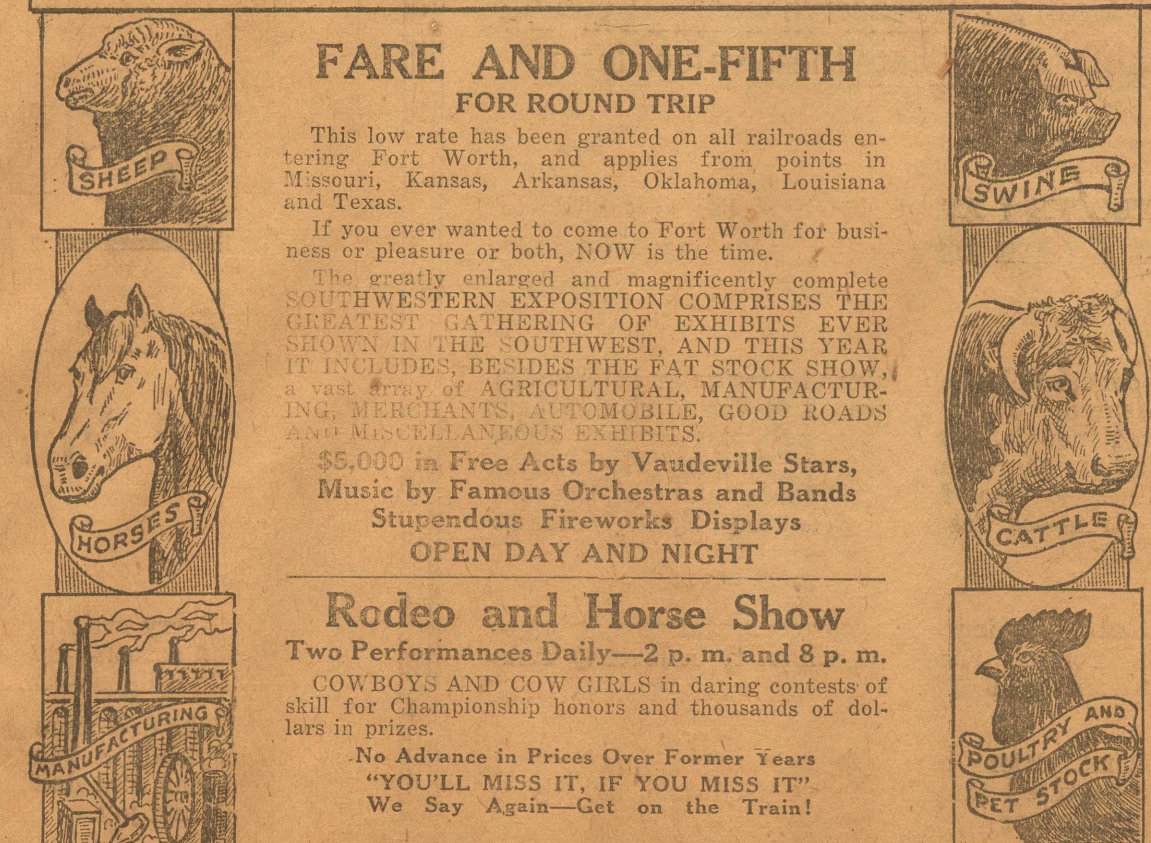 FARE AND ONE-FIFTH
FOR ROUND TRIP
This low rate has been granted on all railroads en-
tering Fort Worth, and applies from points in
Missouri, Kansas, Arkansas, Oklahoma, Louisiana
and Texas.
If you ever wanted to come to Fort Worth for busi-
ness or pleasure or both, NOW is the time.
The greatly enlarged and magnificently complete
SOUTHWESTERN EXPOSITION COMPRISES THE
GREATEST GATHERING OF EXHIBITS EVER
SHOWN IN THE SOUTHWEST, AND THIS YEAR
IT INCLUDES, BESIDES THE FAT STOCK SHOW,
a vast array of AGRICULTURAL, MANUFACTUR-
ING, MERCHANTS, AUTOMOBILE, GOOD ROADS
AND MISCELLANEOUS EXHIBITS.
$5,000 in Free Acts by Vaudeville Stars,
Music by Famous Orchestras and Bands
Stupendous Fireworks Displays
OPEN DAY AND NIGHT
Rodeo and Horse Show
Two Performances Daily—2 p. m. and 8 p. m.
COWBOYS AND COW GIRLS in daring contests of
skill for Championship honors and thousands of dol-
lars in prizes.
No Advance in Prices Over Former Years
"YOU'LL MISS IT, IF YOU MISS IT"
We Say Again—Get on the Train!
SHEEP
HORSES
MANUFACTURING
SWINE
CATTLE
POULTRY AND
PET STOCK